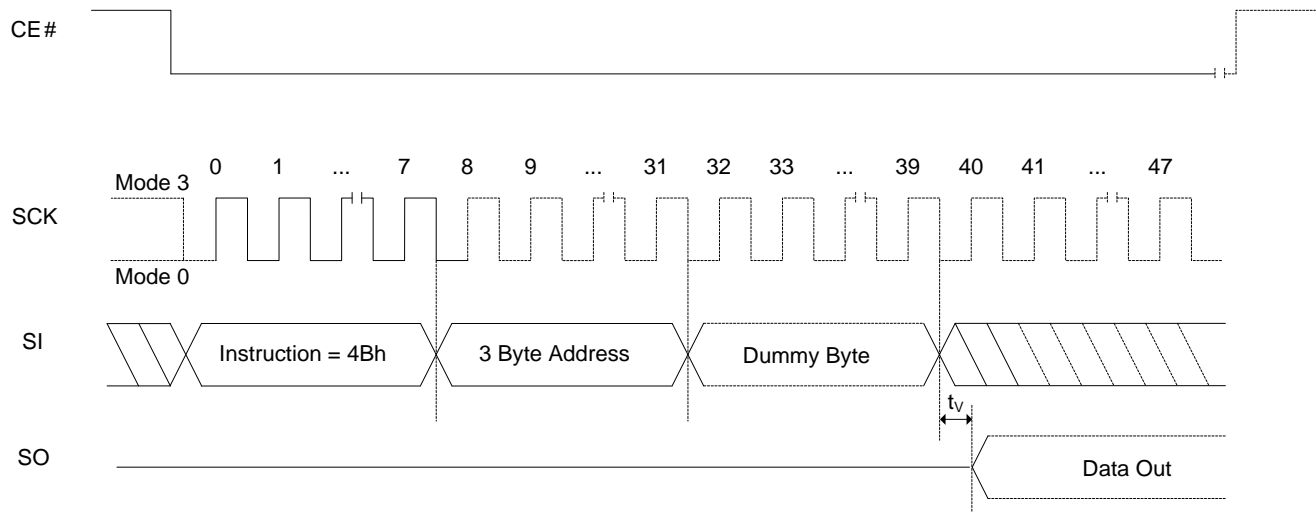 CE#
0 1 ... 7 8 9 ... 31 32 33 ... 39 40 41 ... 47
Mode 3
SCK
Mode 0
SI
Instruction = 4Bh
3 Byte Address
Dummy Byte
tV
SO
Data Out